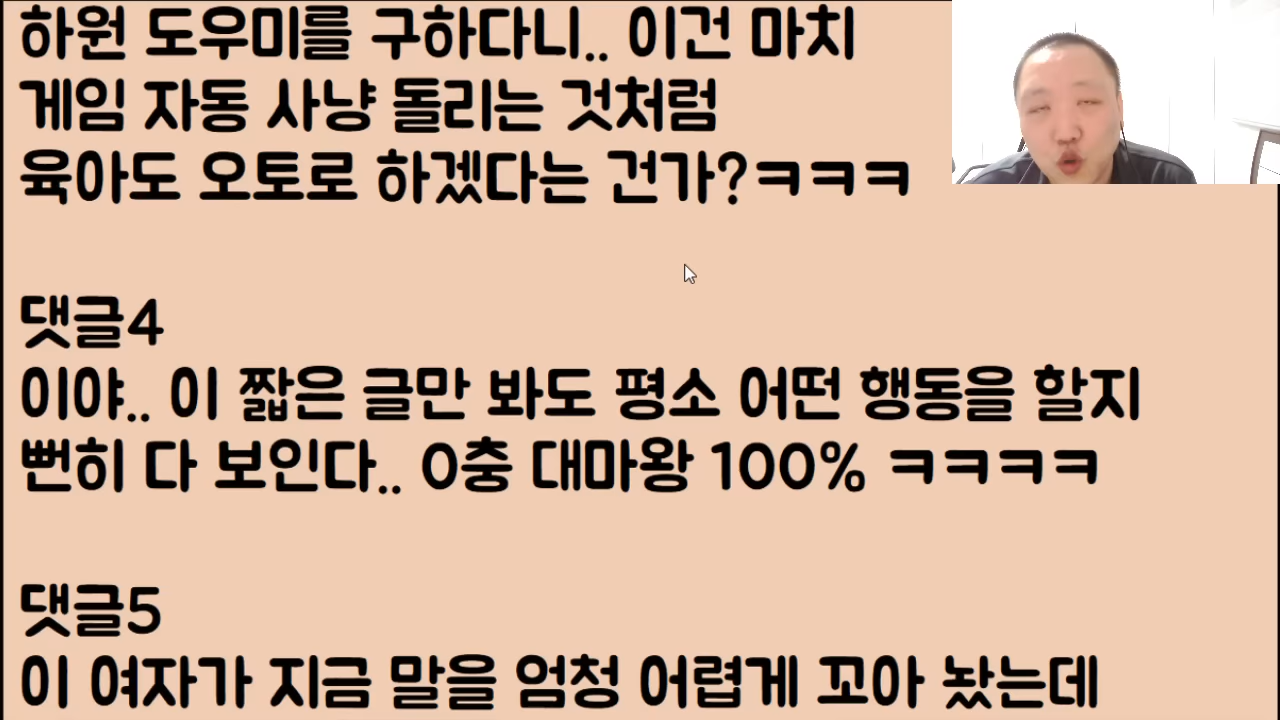 하원 도우미를 구하다니.. 이건 마치
게임 자동 사냥 돌리는 것처럼
육아도 오토로 하겠다는 건가?ㅋㅋㅋ
댓글4
이야.. 이 짧은 글만 봐도 평소 어떤 행동을 할지
뻔히 다 보인다.. 0충 대마왕 100% ㅋㅋㅋㅋ
댓글5
이 여자가 지금 말을 엄청 어렵게 꼬아 놨는데